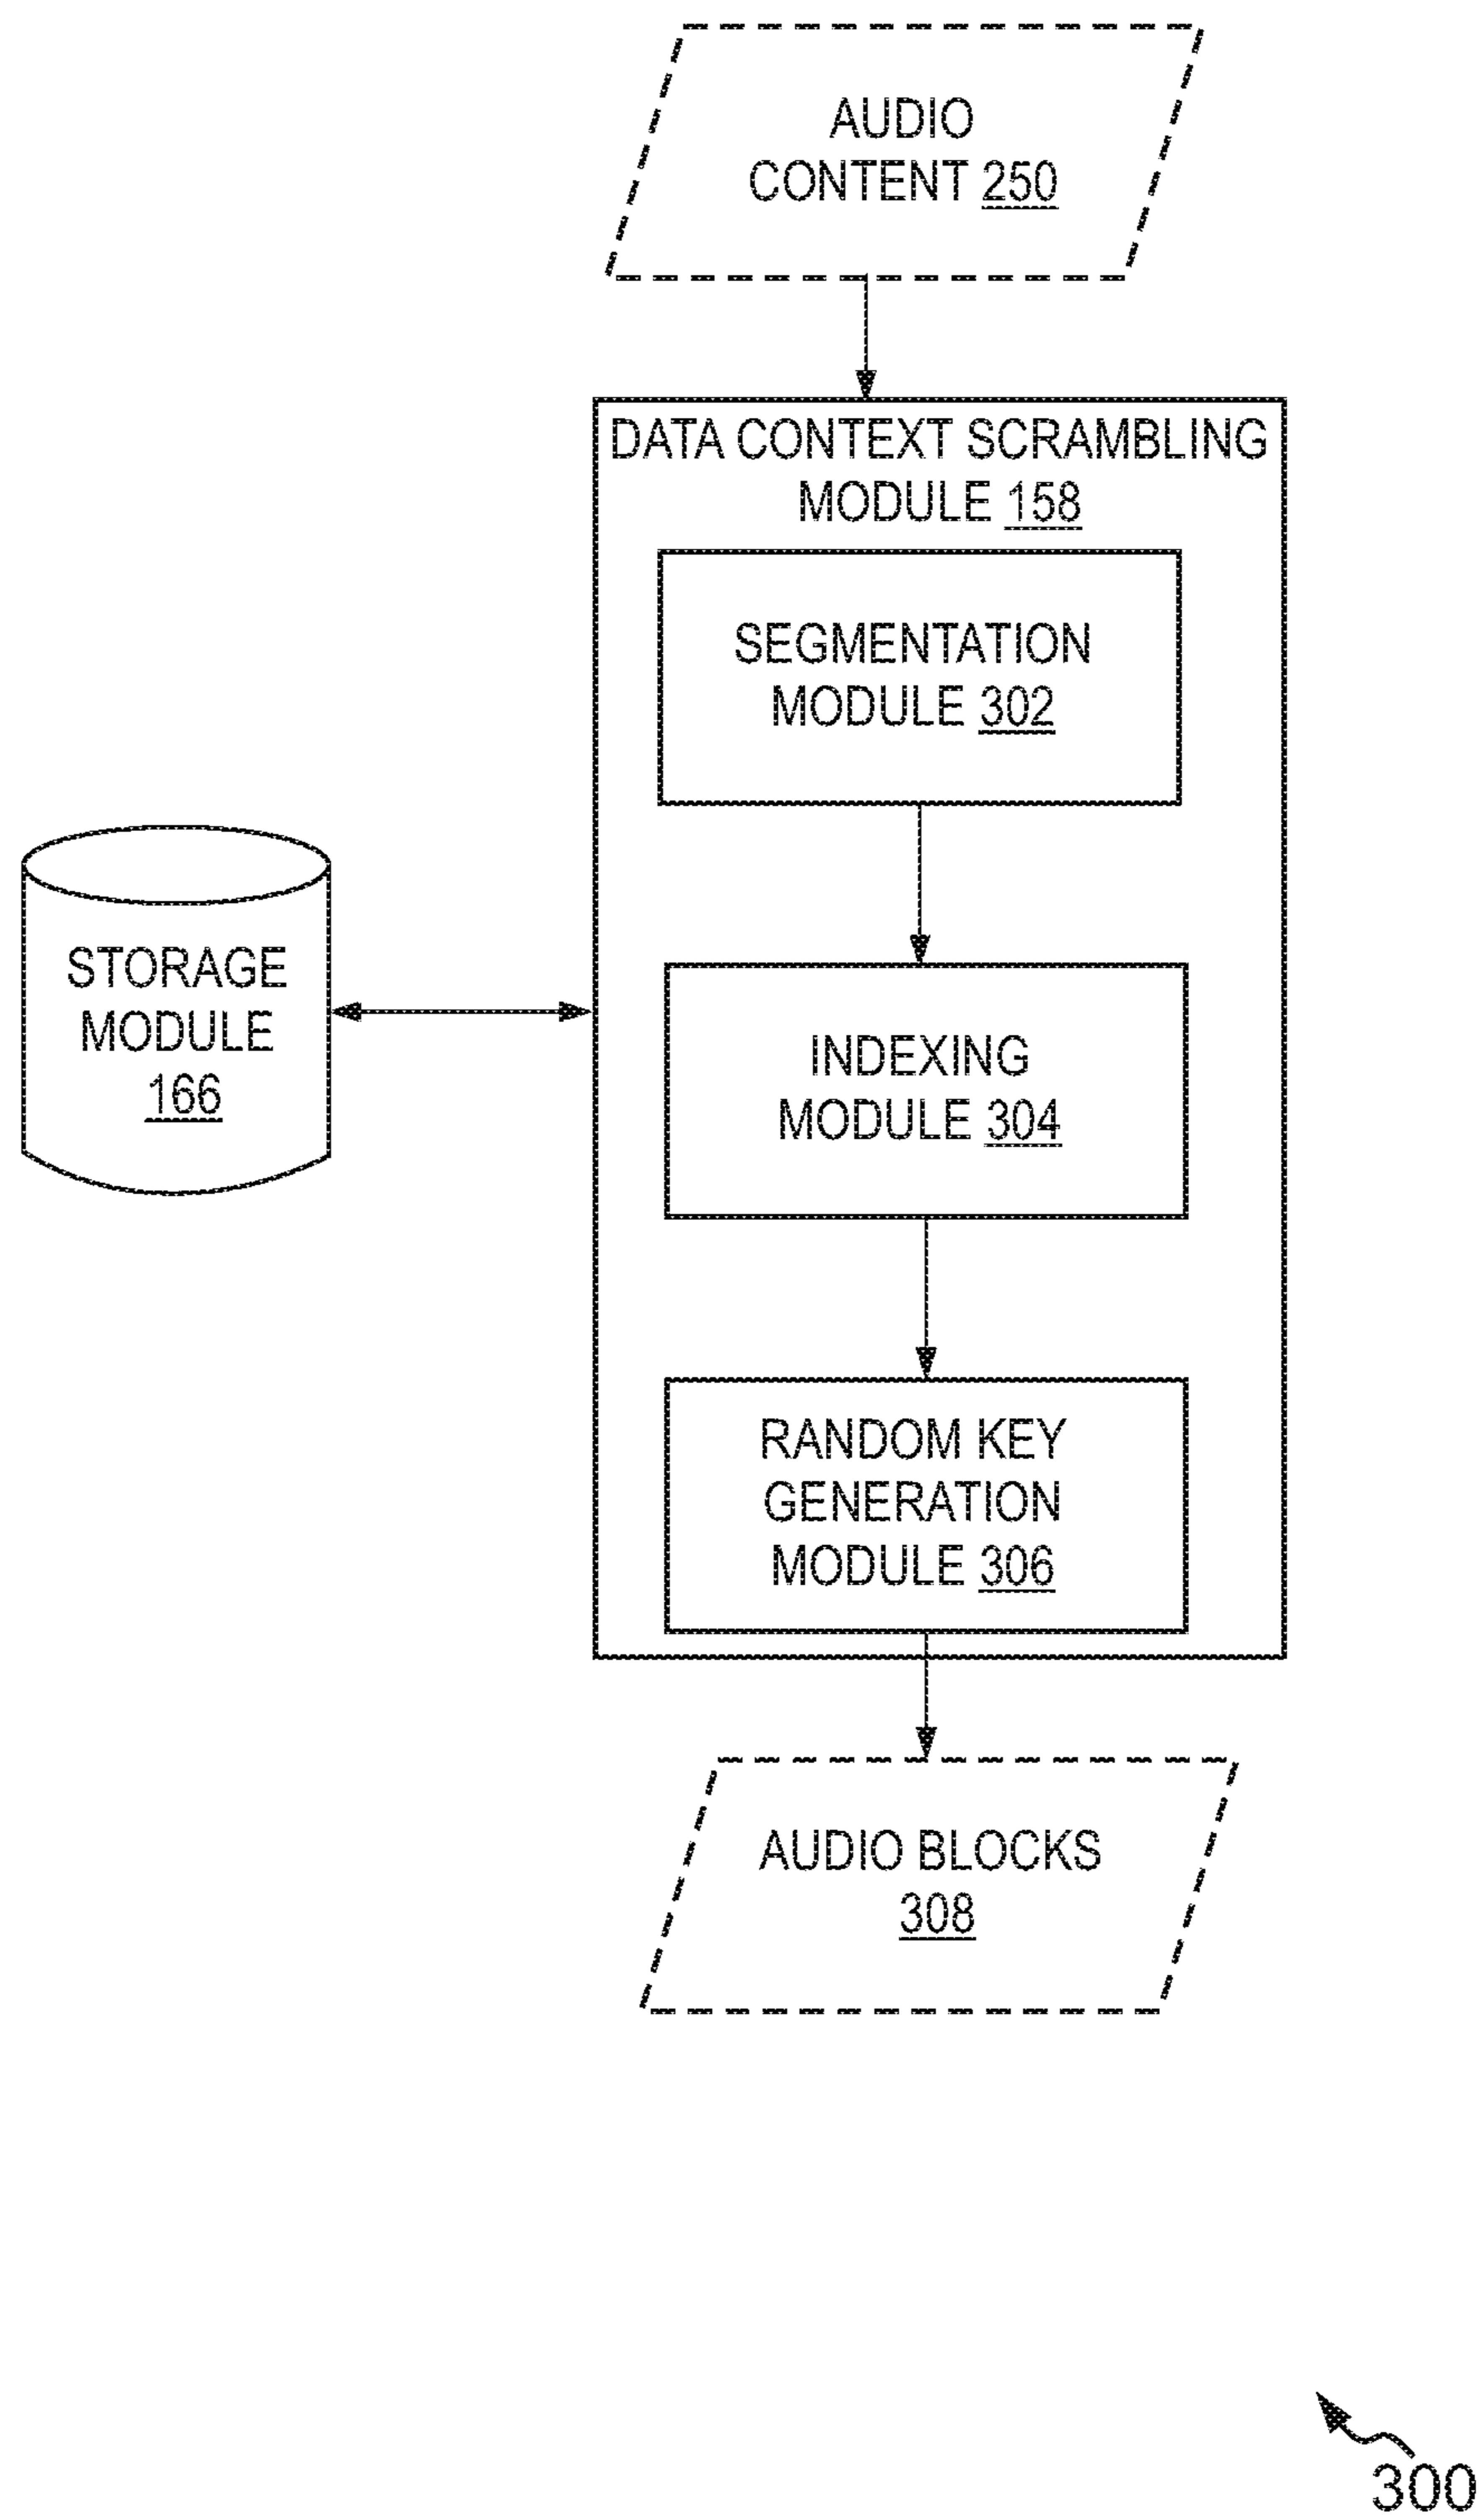 AUDIO
CONTENT 250
DATA CONTEXT SCRAMBLING
MODULE 158
SEGMENTATION
MODULE 302
STORAGE
MODULE
166
INDEXING
MODULE 304
RANDOM KEY
GENERATION
MODULE 306
AUDIO BLOCKS
308
300